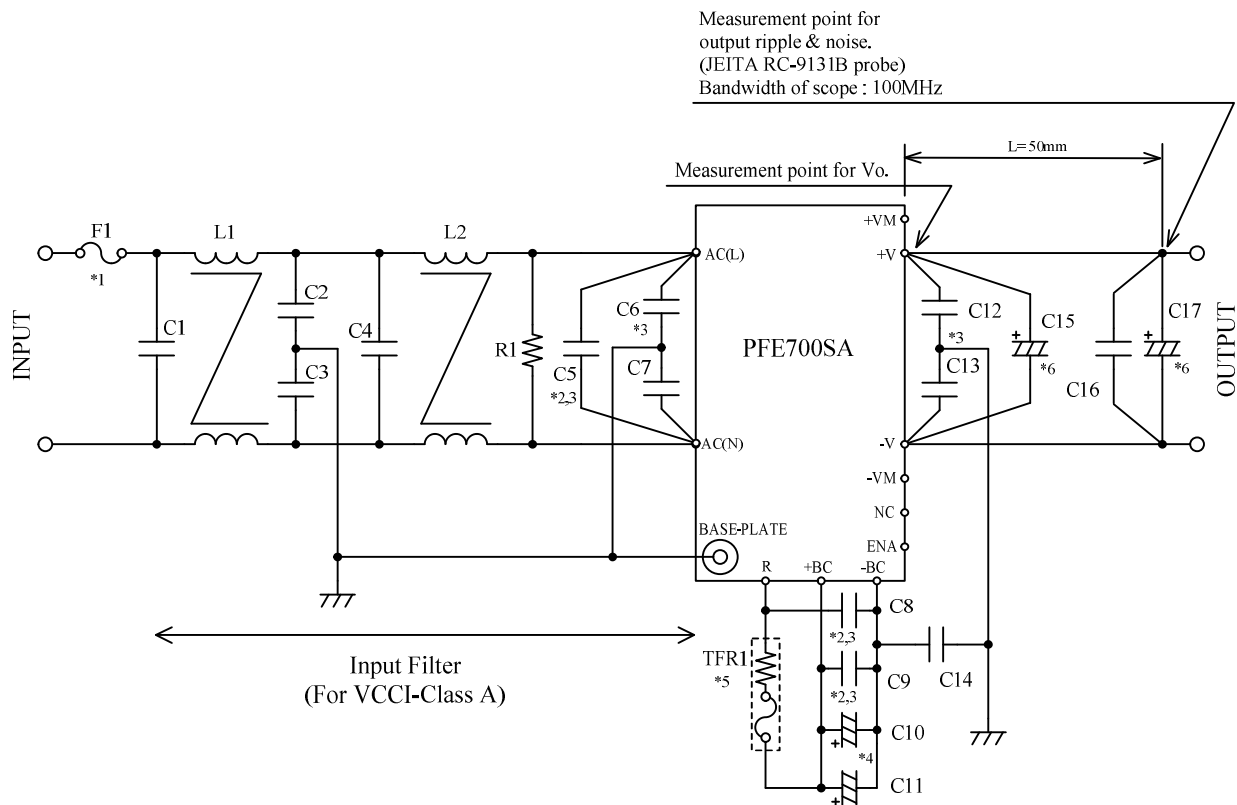 Measurement point for
output ripple & noise.
(JEITA RC-9131B probe)
Bandwidth of scope : 100MHz
L=50mm
Measurement point for Vo.
+VM
F1
*1
L1
L2
AC(L)
+V
C2
C6
*3
C12
*3
C15
*6
C17
*6
INPUT
C1
C4
R1
PFE700SA
OUTPUT
C3
C5
*2,3
C7
C13
C16
AC(N)
-V
-VM
NC
BASE-PLATE
ENA
R
+BC
-BC
C8
*2,3
Input Filter
(For VCCI-Class A)
TFR1
*5
C9
*2,3
C14
C10
*4
C11
+
+
+
+